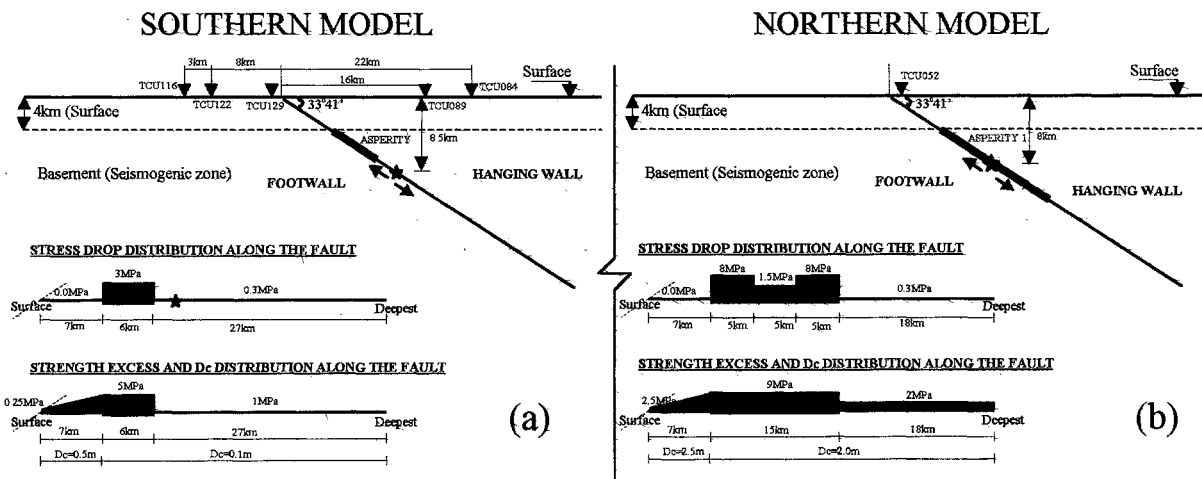 SOUTHERN MODEL
3km 8km 22km
16km
Surface
TCU116 TCU084
TCU122 TCU129 TCU089
33°41'
4km (Surface
8 5km
ASPERITY
Basement (Seismogenic zone)
FOOTWALL
HANGING WALL
STRESS DROP DISTRIBUTION ALONG THE FAULT
3MPa
0.0MPa 0.3MPa
Surface Deepest
7km 6km 27km
STRENGTH EXCESS AND Dc DISTRIBUTION ALONG THE FAULT
5MPa
0 25MPa 1MPa
Surface Deepest
7km 6km 27km
Dc=0.5m Dc=0.1m
(a)
NORTHERN MODEL
TCU052
Surface
33°41'
4km (Surface
ASPERITY 1
8km
Basement (Seismogenic zone)
FOOTWALL
HANGING WALL
STRESS DROP DISTRIBUTION ALONG THE FAULT
8MPa 1.5MPa 8MPa
0.0MPa 0.3MPa
Surface Deepest
7km 5km 5km 5km 18km
STRENGTH EXCESS AND Dc DISTRIBUTION ALONG THE FAULT
9MPa
2.5MPa 2MPa
Surface Deepest
7km 15km 18km
Dc=2.5m Dc=2.0m
(b)